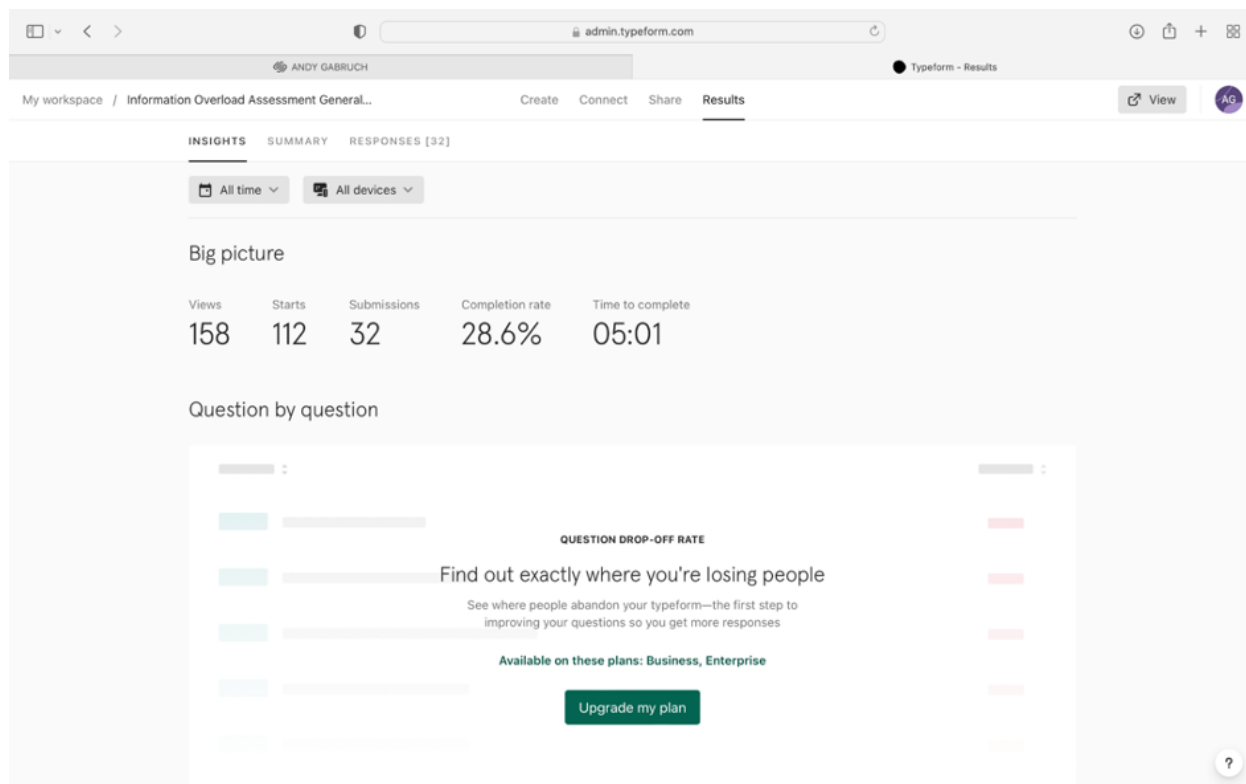 admin.typeform.com
ANDY GABRUCH
Typeform - Results
My workspace / Information Overload Assessment General...
Create Connect Share Results
View
AG
INSIGHTS SUMMARY RESPONSES [32]
All time All devices
Big picture
Views Starts Submissions Completion rate Time to complete
158 112 32 28.6% 05:01
Question by question
QUESTION DROP-OFF RATE
Find out exactly where you're losing people
See where people abandon your typeform—the first step to
improving your questions so you get more responses
Available on these plans: Business, Enterprise
Upgrade my plan
?